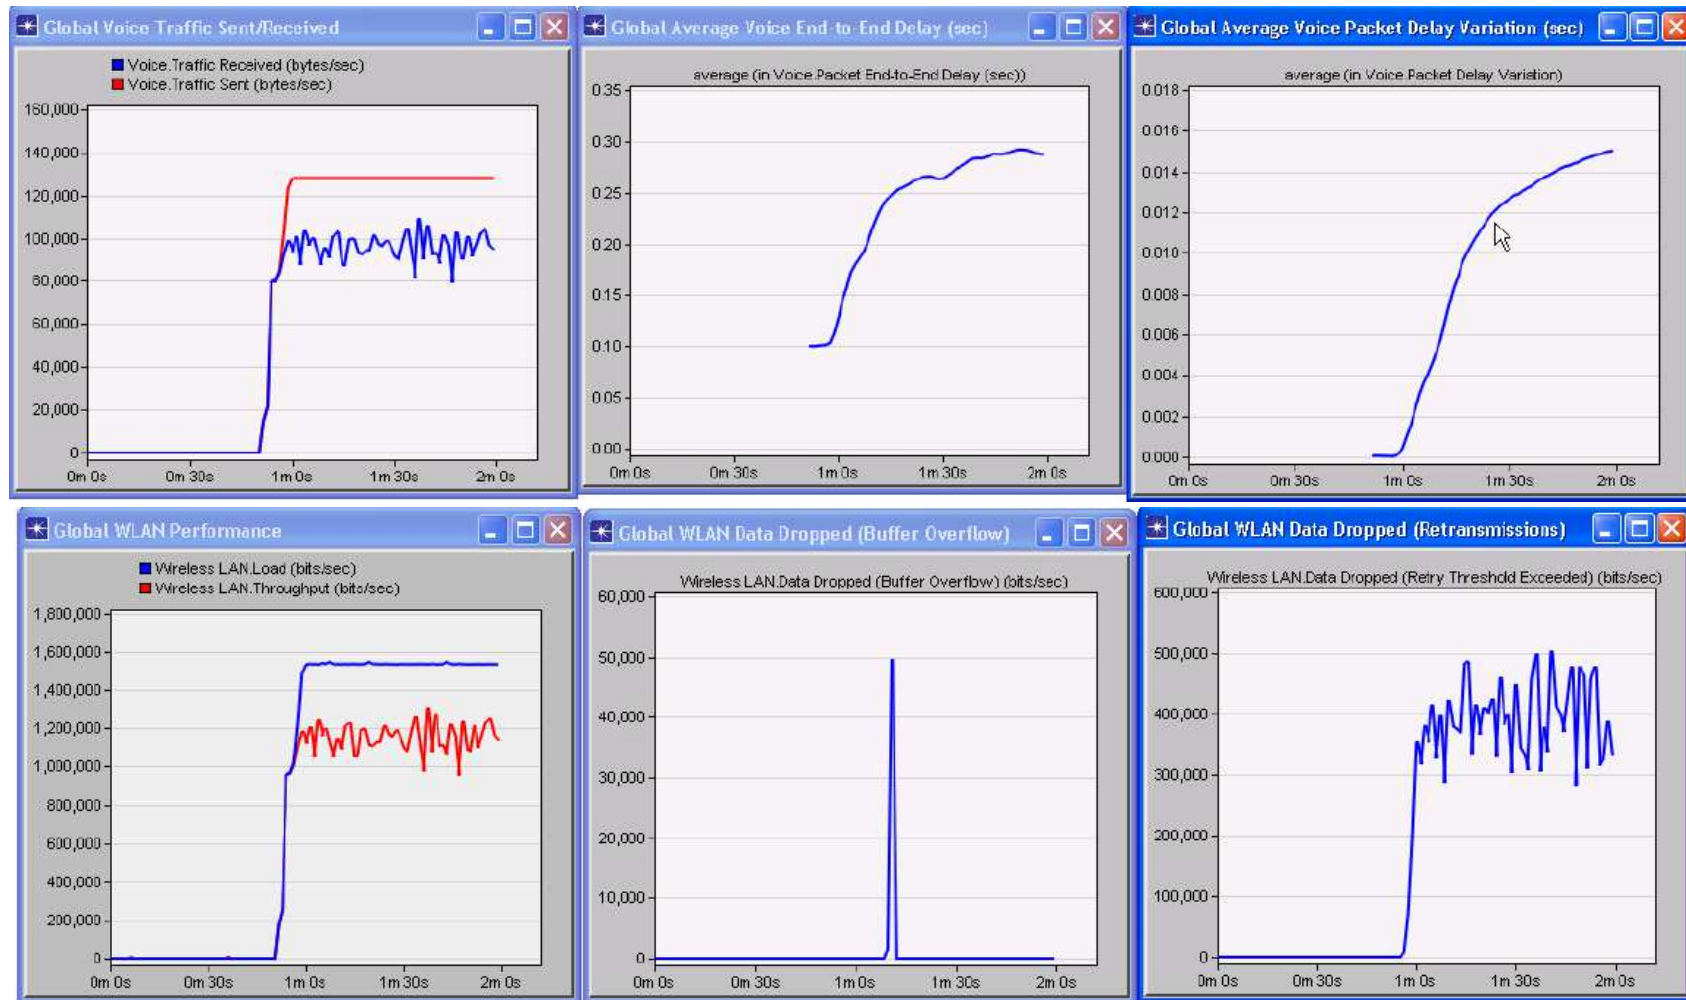 Global Voice Traffic Sent/Received
Voice.Traffic Received (bytes/sec)
Voice.Traffic Sent (bytes/sec)
160,000
140,000
120,000
100,000
80,000
60,000
40,000
20,000
0
0m 0s 0m 30s 1m 0s 1m 30s 2m 0s
Global Average Voice End-to-End Delay (sec)
average (in Voice.Packet End-to-End Delay (sec))
0.35
0.30
0.25
0.20
0.15
0.10
0.05
0.00
0m 0s 0m 30s 1m 0s 1m 30s 2m 0s
Global Average Voice Packet Delay Variation (sec)
average (in Voice.Packet Delay Variation)
0.018
0.016
0.014
0.012
0.010
0.008
0.006
0.004
0.002
0.000
0m 0s 0m 30s 1m 0s 1m 30s 2m 0s
Global WLAN Performance
Wireless LAN.Load (bits/sec)
Wireless LAN.Throughput (bits/sec)
1,800,000
1,600,000
1,400,000
1,200,000
1,000,000
800,000
600,000
400,000
200,000
0
0m 0s 0m 30s 1m 0s 1m 30s 2m 0s
Global WLAN Data Dropped (Buffer Overflow)
Wireless LAN.Data Dropped (Buffer Overflow) (bits/sec)
60,000
50,000
40,000
30,000
20,000
10,000
0
0m 0s 0m 30s 1m 0s 1m 30s 2m 0s
Global WLAN Data Dropped (Retransmissions)
Wireless LAN.Data Dropped (Retry Threshold Exceeded) (bits/sec)
600,000
500,000
400,000
300,000
200,000
100,000
0
0m 0s 0m 30s 1m 0s 1m 30s 2m 0s